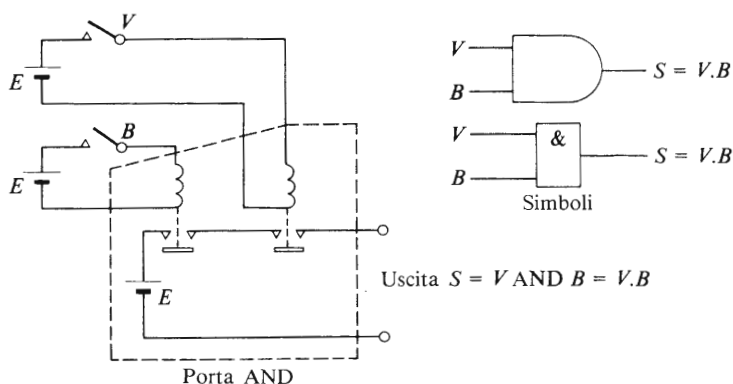 V
E
B
E
E
Uscita S = V AND B = V.B
Porta AND
V
B
S = V.B
V
B
&
S = V.B
Simboli